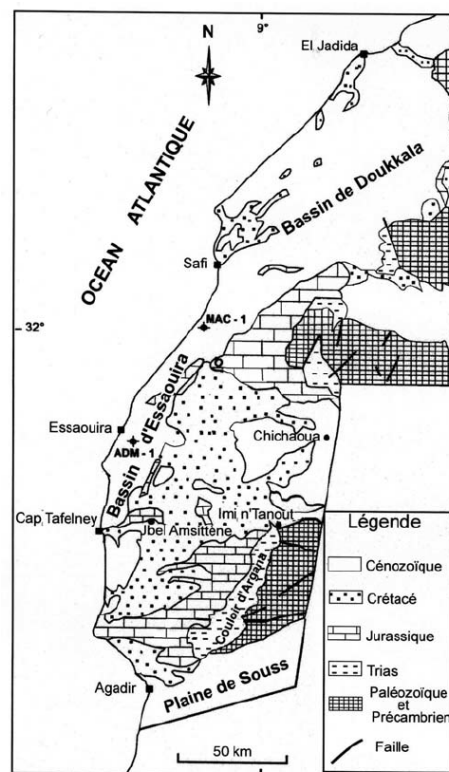 N
9°
El Jadida
OCEAN ATLANTIQUE
Bassin de Doukkala
Safi
32°
MAC - 1
Essaouira
Bassin d'Essaouira
ADM - 1
Chichaoua
Cap Tafelney
Imi n'Tanout
Jbel Amsittène
Couloir d'Argana
Agadir
Plaine de Souss
50 km
Légende
Cénozoïque
Crétacé
Jurassique
Trias
Paléozoïque
et
Précambrien
Faille